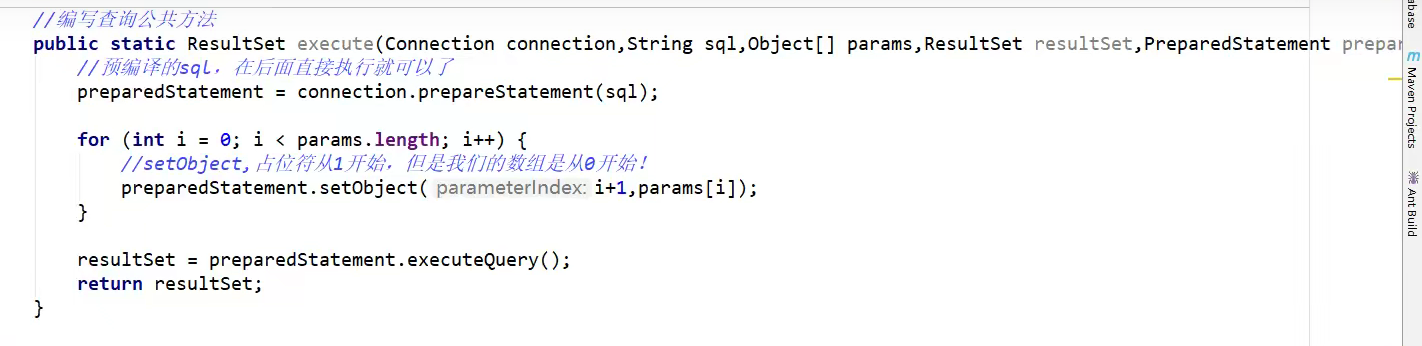 //编写查询公共方法
public static ResultSet execute(Connection connection,String sql,Object[] params,ResultSet resultSet,PreparedStatement prepar
//预编译的sql，在后面直接执行就可以了
preparedStatement = connection.prepareStatement(sql);
for (int i = 0; i < params.length; i++) {
//setObject,占位符从1开始，但是我们的数组是从0开始！
preparedStatement.setObject( parameterIndex: i+1,params[i]);
}
resultSet = preparedStatement.executeQuery();
return resultSet;
}
abase
m Maven Projects
Ant Build